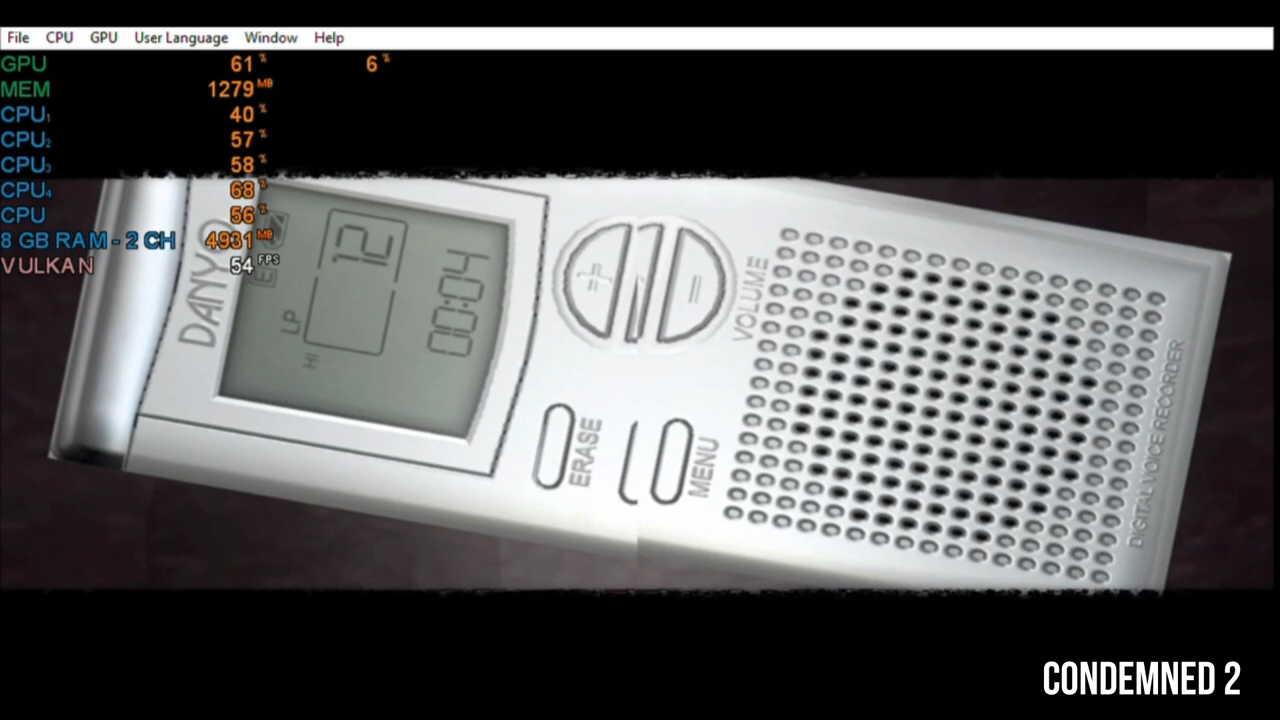 File CPU GPU User Language Window Help
GPU 61 % 6 %
MEM 1279 MB
CPU1 40 %
CPU2 57 %
CPU3 58 %
CPU4 68 %
CPU 56 %
8 GB RAM - 2 CH 4931 MB
VULKAN 54 FPS
DANYO
E
LP
HI
12
00:04
+
-
VOLUME
ERASE
MENU
DIGITAL VOICE RECORDER
CONDEMNED 2